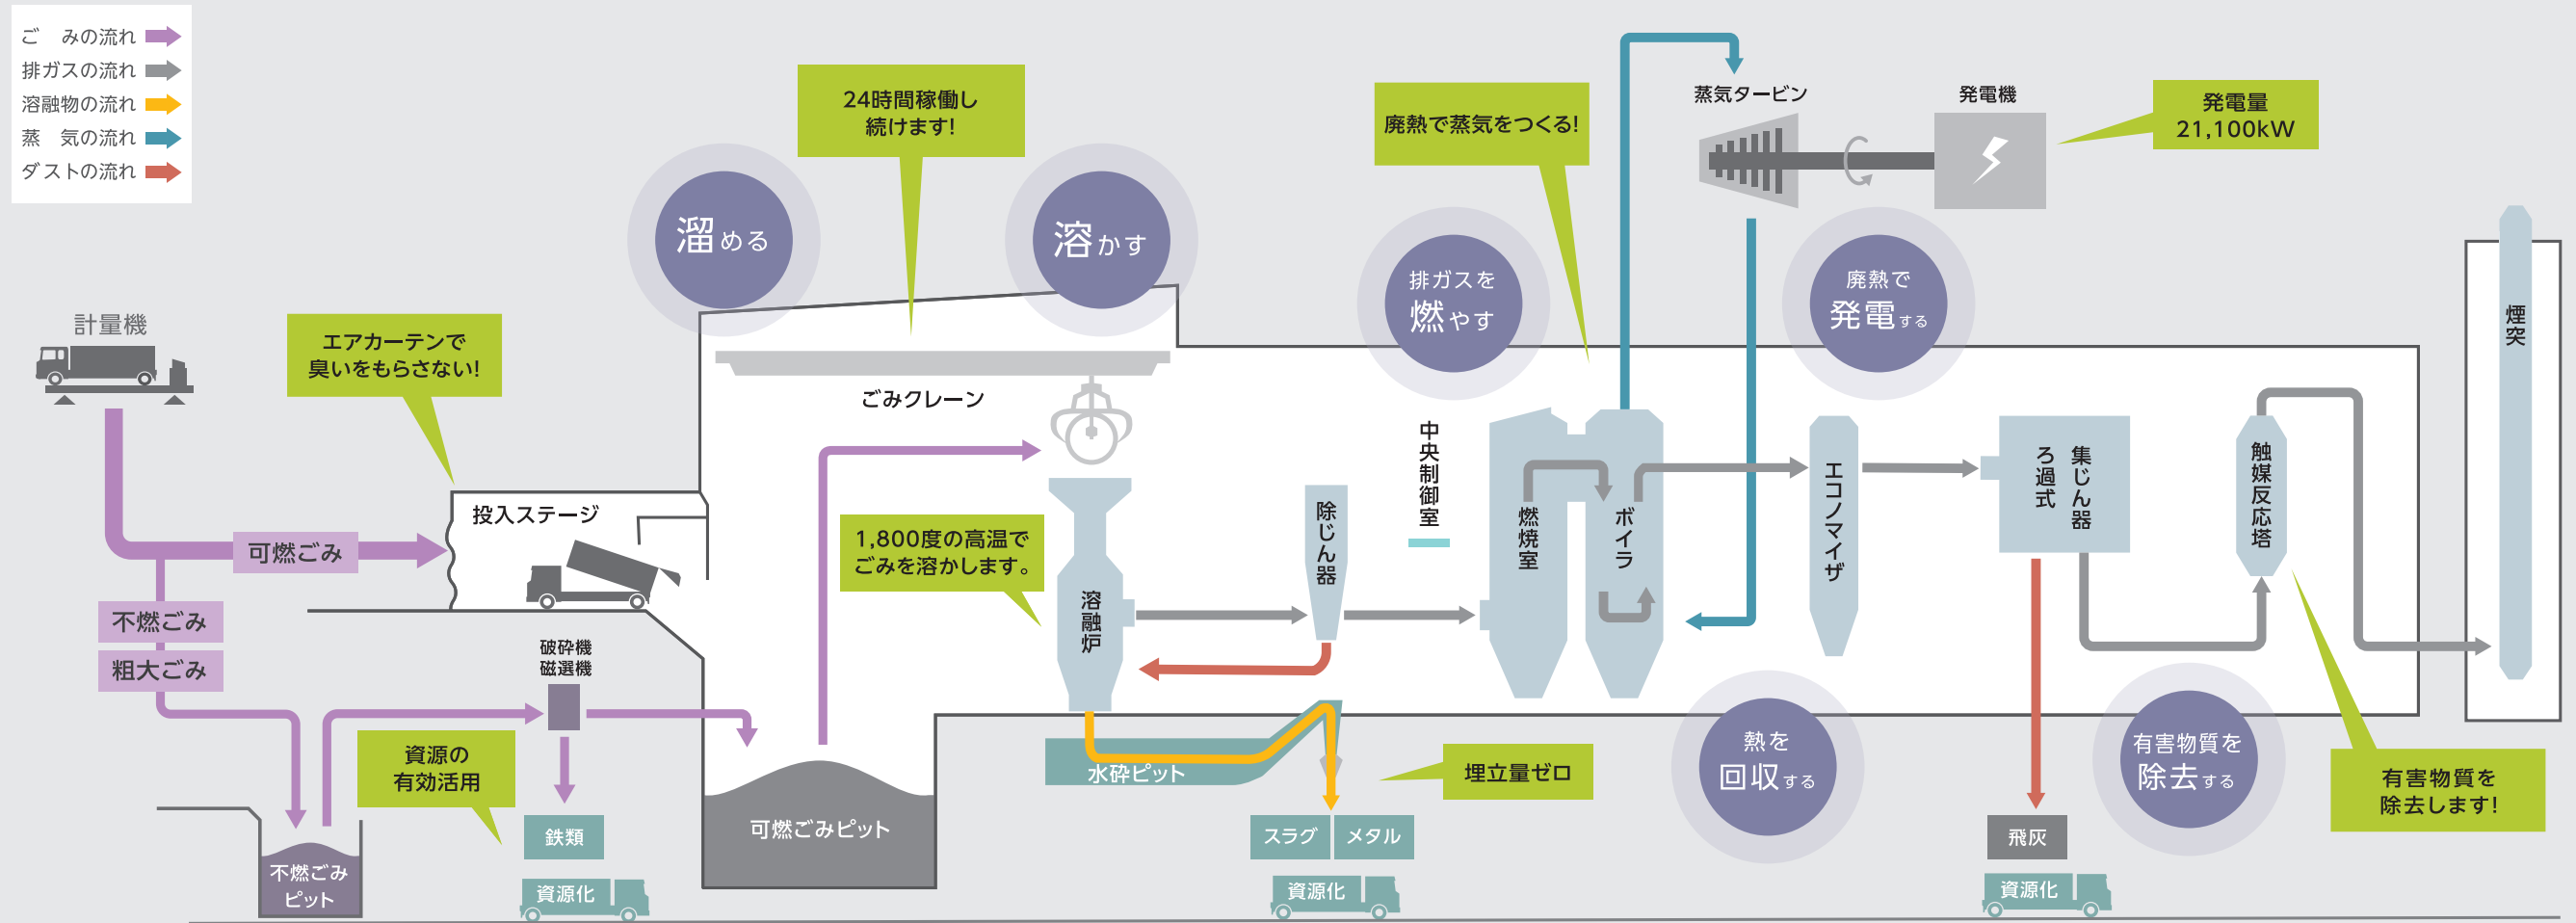 ご　みの流れ
排ガスの流れ
溶融物の流れ
蒸　気の流れ
ダストの流れ
計量機
エアカーテンで
臭いをもらさない!
可燃ごみ
不燃ごみ
粗大ごみ
投入ステージ
破砕機
磁選機
資源の
有効活用
不燃ごみ
ピット
鉄類
資源化
溜める
24時間稼働し
続けます!
溶かす
ごみクレーン
1,800度の高温で
ごみを溶かします。
可燃ごみピット
溶融炉
除じん器
水砕ピット
埋立量ゼロ
スラグ
メタル
資源化
中央制御室
廃熱で蒸気をつくる!
排ガスを
燃やす
燃焼室
ボイラ
蒸気タービン
発電機
発電量
21,100kW
廃熱で
発電する
エコノマイザ
熱を
回収する
ろ過式
集じん器
飛灰
資源化
有害物質を
除去する
触媒反応塔
有害物質を
除去します!
煙突